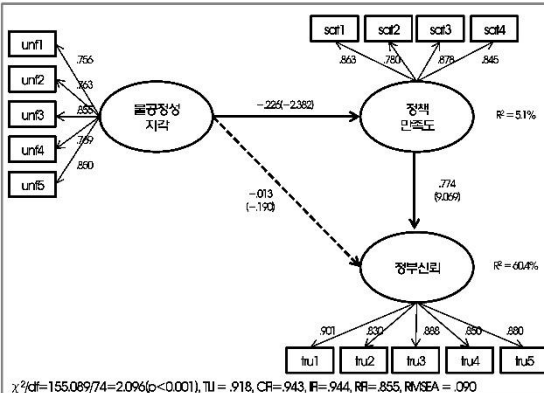 sat1 sat2 sat3 sat4
unf1
.863 .780 .878 .845
.756
unf2
.763
unf3
.855
불공정성
지각
-.226(-2.382)
정책
만족도
R²=5.1%
unf4
.789
unf5
.850
.774
(9.069)
-.013
(-.190)
정부신뢰
R²=60.4%
.901 .830 .888 .850 .880
tru1 tru2 tru3 tru4 tru5
χ²/df=155.089/74=2.096(p<0.001), TLI = .918, CFI=.943, IFI=.944, RFI=.855, RMSEA = .090